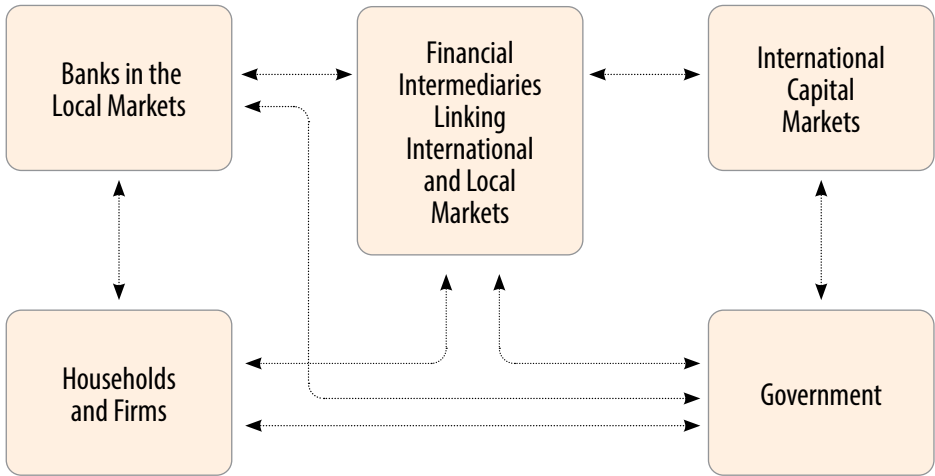 Banks in the
Local Markets
Financial
Intermediaries
Linking
International
and Local
Markets
International
Capital
Markets
Households
and Firms
Government